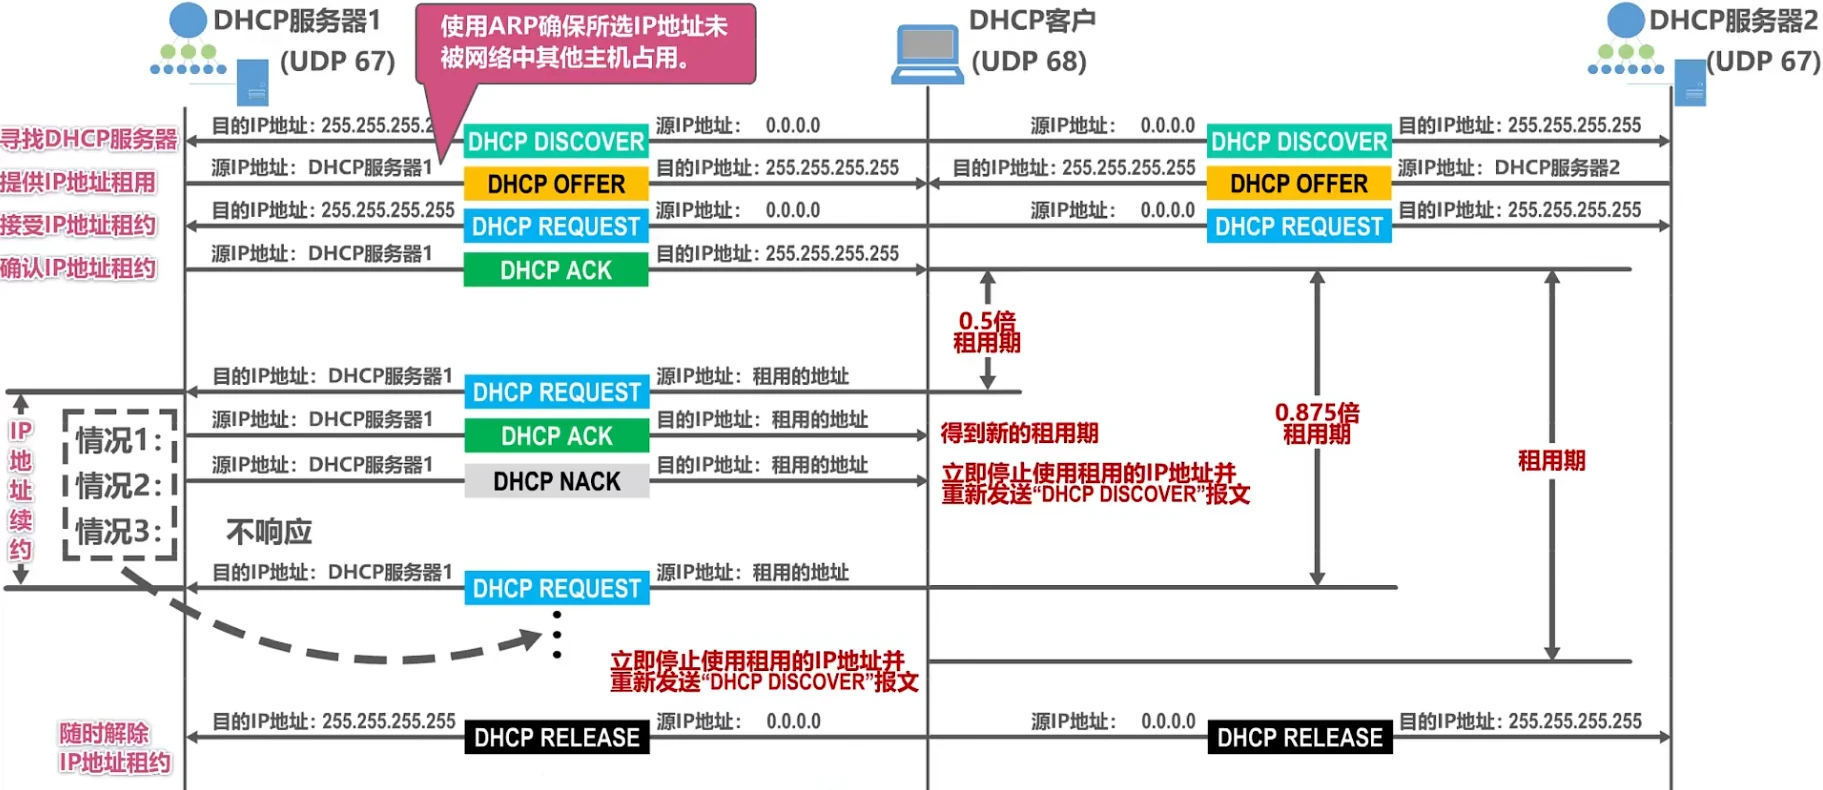 DHCP服务器1
(UDP 67)
使用ARP确保所选IP地址未
被网络中其他主机占用。
DHCP客户
(UDP 68)
DHCP服务器2
(UDP 67)
寻找DHCP服务器
目的IP地址：255.255.255.2
DHCP DISCOVER
源IP地址： 0.0.0.0
源IP地址： 0.0.0.0
DHCP DISCOVER
目的IP地址：255.255.255.255
提供IP地址租用
源IP地址：DHCP服务器1
DHCP OFFER
目的IP地址：255.255.255.255
目的IP地址：255.255.255.255
DHCP OFFER
源IP地址：DHCP服务器2
接受IP地址租约
目的IP地址：255.255.255.255
DHCP REQUEST
源IP地址： 0.0.0.0
源IP地址： 0.0.0.0
DHCP REQUEST
目的IP地址：255.255.255.255
确认IP地址租约
源IP地址：DHCP服务器1
DHCP ACK
目的IP地址：255.255.255.255
0.5倍
租用期
0.875倍
租用期
租用期
目的IP地址：DHCP服务器1
DHCP REQUEST
源IP地址：租用的地址
IP地址续约
情况1：
源IP地址：DHCP服务器1
DHCP ACK
目的IP地址：租用的地址
得到新的租用期
情况2：
源IP地址：DHCP服务器1
DHCP NACK
目的IP地址：租用的地址
立即停止使用租用的IP地址并
重新发送“DHCP DISCOVER”报文
情况3：
不响应
目的IP地址：DHCP服务器1
DHCP REQUEST
源IP地址：租用的地址
立即停止使用租用的IP地址并
重新发送“DHCP DISCOVER”报文
随时解除
IP地址租约
目的IP地址：255.255.255.255
DHCP RELEASE
源IP地址： 0.0.0.0
源IP地址： 0.0.0.0
DHCP RELEASE
目的IP地址：255.255.255.255